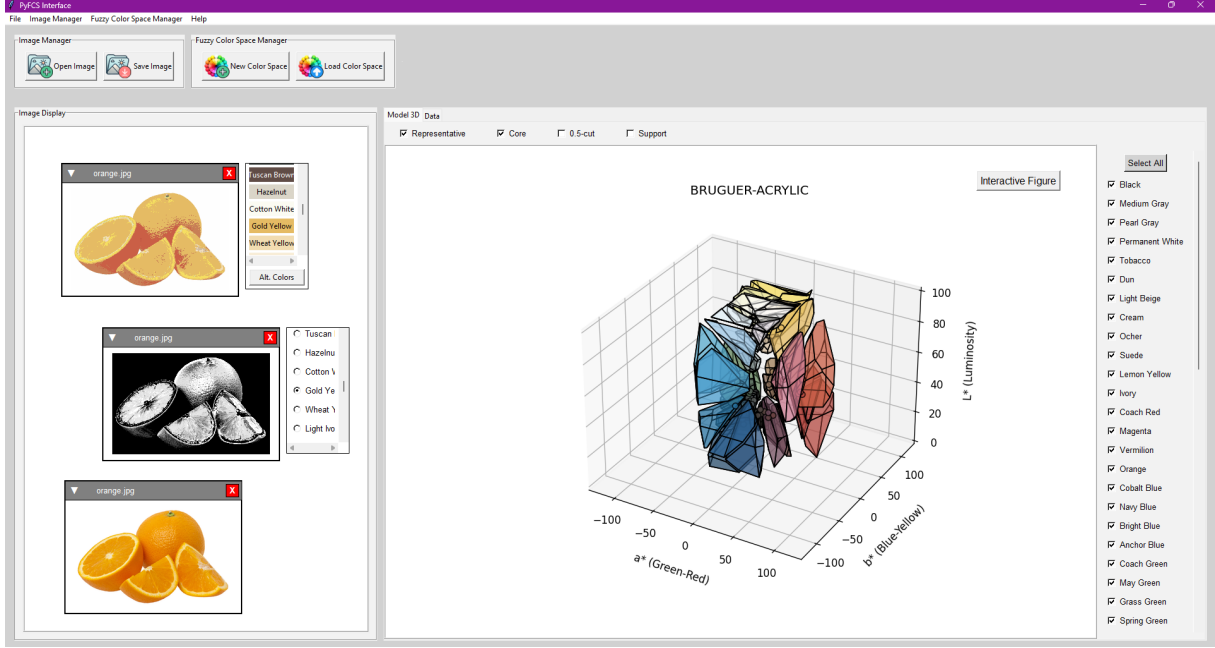 PyFCS Interface
File Image Manager Fuzzy Color Space Manager Help
Image Manager
Open Image
Save Image
Fuzzy Color Space Manager
New Color Space
Load Color Space
Image Display
orange.jpg X
Tuscan Brown
Hazelnut
Cotton White
Gold Yellow
Wheat Yellow
Alt. Colors
orange.jpg X
Tuscan
Hazelnu
Cotton
Gold Ye
Wheat
Light Ivo
orange.jpg X
Model 3D Data
Representative Core 0.5-cut Support
BRUGUER-ACRYLIC
Interactive Figure
100
80
60
40
20
0
L* (Luminosity)
100
50
0
−50
−100
b* (Blue-Yellow)
−100
−50
0
50
100
a* (Green-Red)
Select All
Black
Medium Gray
Pearl Gray
Permanent White
Tobacco
Dun
Light Beige
Cream
Ocher
Suede
Lemon Yellow
Ivory
Coach Red
Magenta
Vermilion
Orange
Cobalt Blue
Navy Blue
Bright Blue
Anchor Blue
Coach Green
May Green
Grass Green
Spring Green